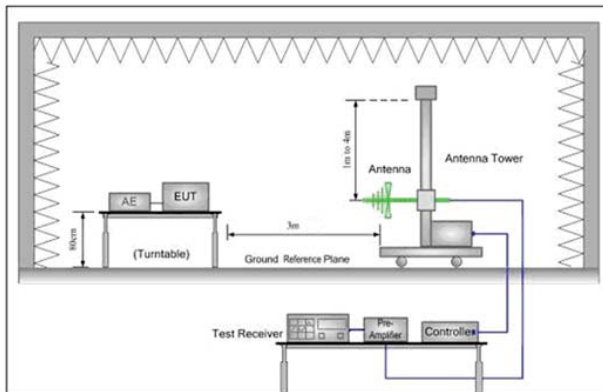 1m to 4m
Antenna
Antenna Tower
AE
EUT
80cm
(Turntable)
3m
Ground Reference Plane
Test Receiver
Pre-
Amplifier
Controller